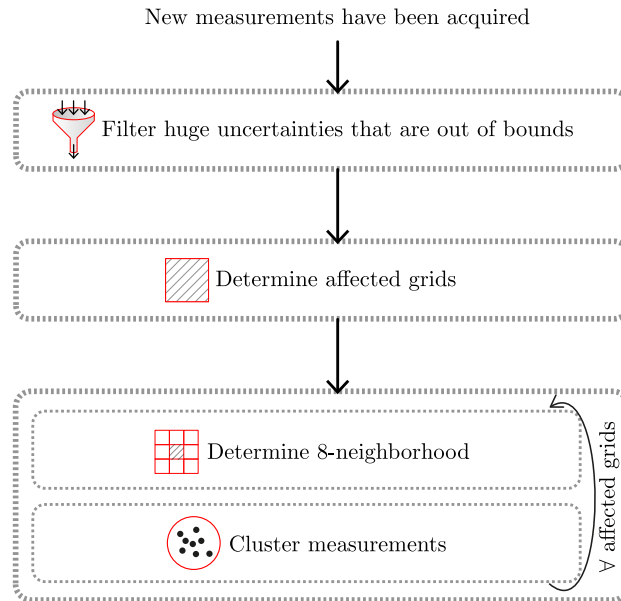 New measurements have been acquired
Filter huge uncertainties that are out of bounds
Determine affected grids
Determine 8-neighborhood
Cluster measurements
∀ affected grids